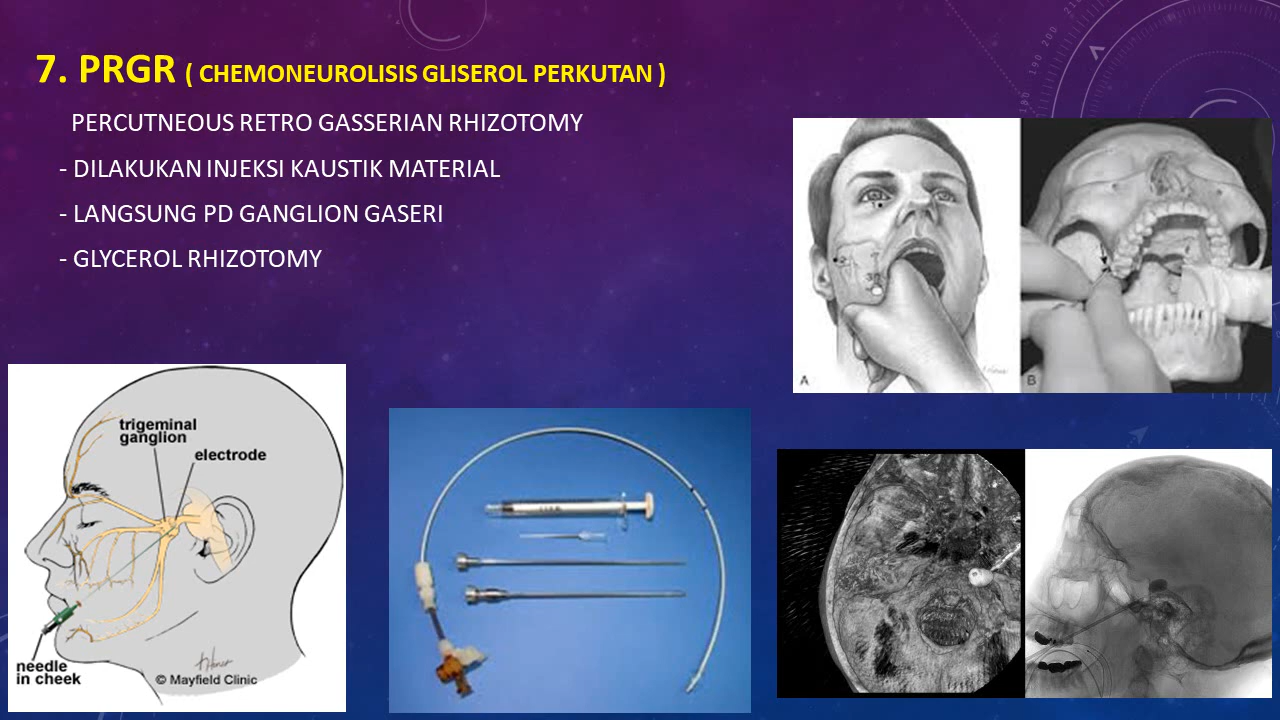 7. PRGR ( CHEMONEUROLISIS GLISEROL PERKUTAN )
PERCUTNEOUS RETRO GASSERIAN RHIZOTOMY
- DILAKUKAN INJEKSI KAUSTIK MATERIAL
- LANGSUNG PD GANGLION GASERI
- GLYCEROL RHIZOTOMY
A
B
trigeminal
ganglion
electrode
needle
in cheek
© Mayfield Clinic